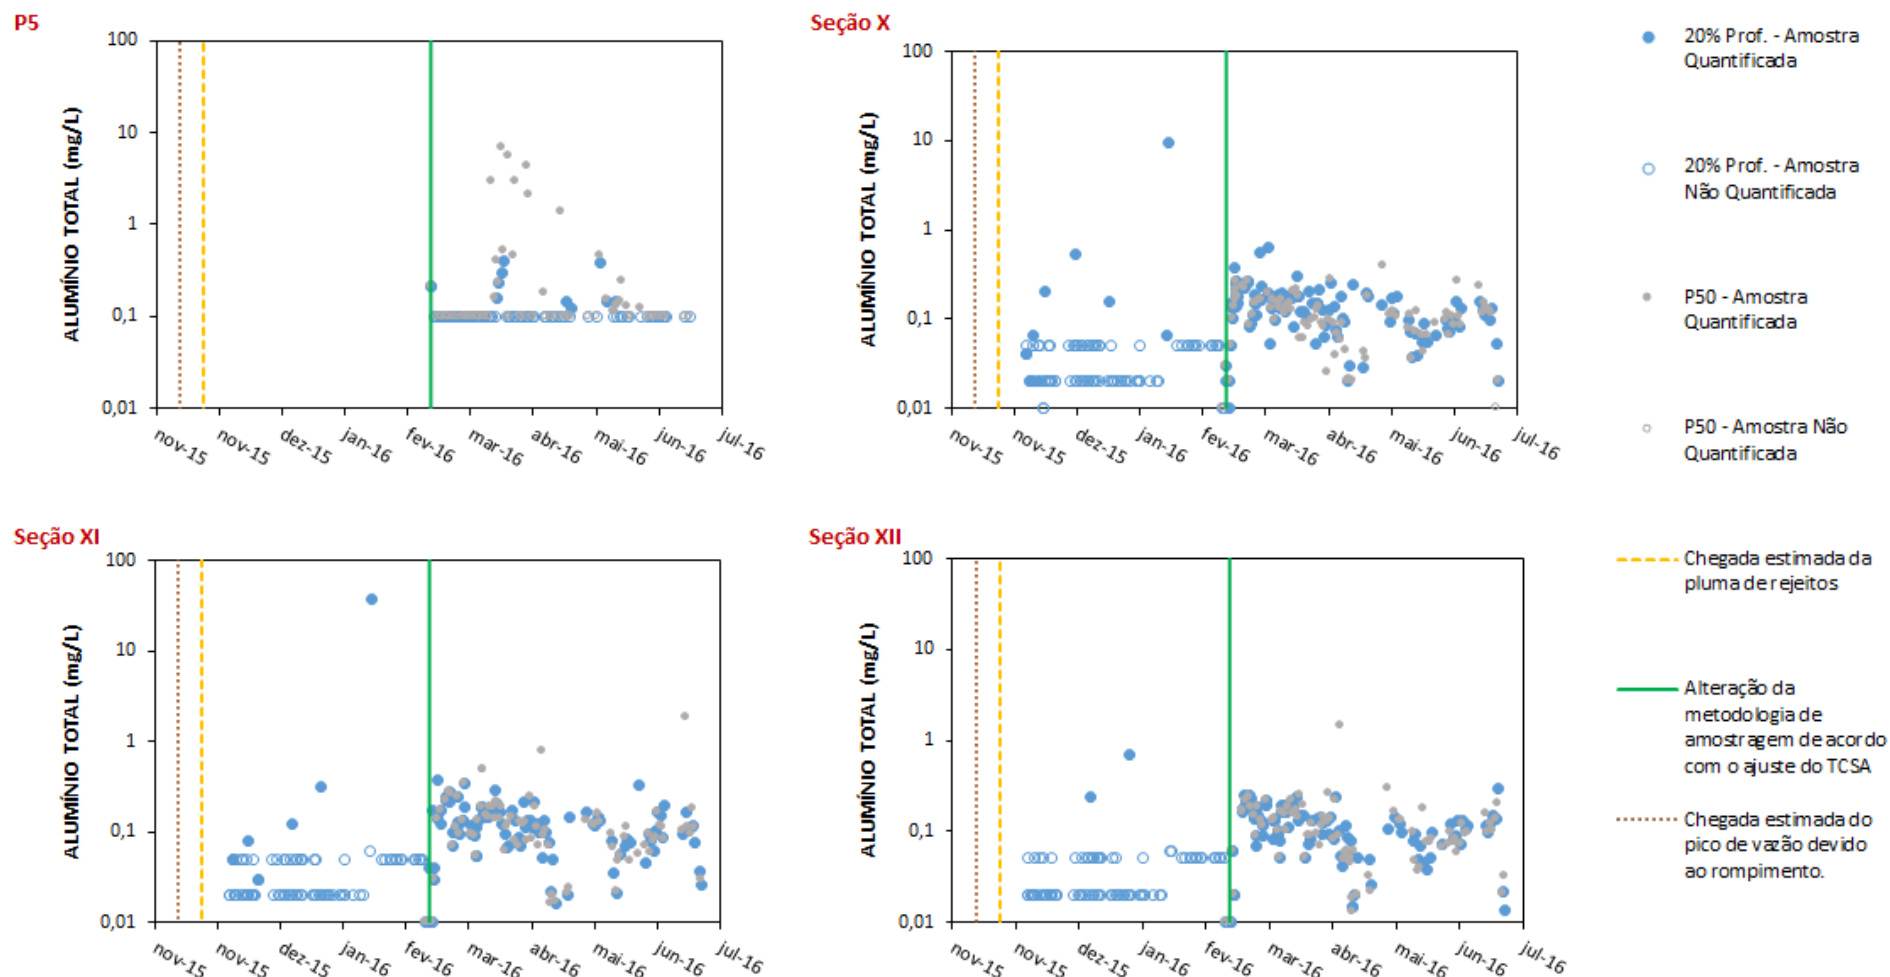 P5
ALUMÍNIO TOTAL (mg/L)
100
10
1
0,1
0,01
nov-15
nov-15
dez-15
jan-16
fev-16
mar-16
abr-16
mai-16
jun-16
jul-16
Seção X
ALUMÍNIO TOTAL (mg/L)
100
10
1
0,1
0,01
nov-15
nov-15
dez-15
jan-16
fev-16
mar-16
abr-16
mai-16
jun-16
jul-16
20% Prof. - Amostra
Quantificada
20% Prof. - Amostra
Não Quantificada
P50 - Amostra
Quantificada
P50 - Amostra Não
Quantificada
Seção XI
ALUMÍNIO TOTAL (mg/L)
100
10
1
0,1
0,01
nov-15
nov-15
dez-15
jan-16
fev-16
mar-16
abr-16
mai-16
jun-16
jul-16
Seção XII
ALUMÍNIO TOTAL (mg/L)
100
10
1
0,1
0,01
nov-15
nov-15
dez-15
jan-16
fev-16
mar-16
abr-16
mai-16
jun-16
jul-16
Chegada estimada da
pluma de rejeitos
Alteração da
metodologia de
amostragem de acordo
com o ajuste do TCSA
Chegada estimada do
pico de vazão devido
ao rompimento.